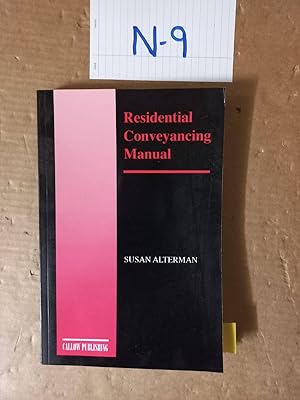 N-9
Residential
Conveyancing
Manual
SUSAN ALTERMAN
CALLOW PUBLISHING